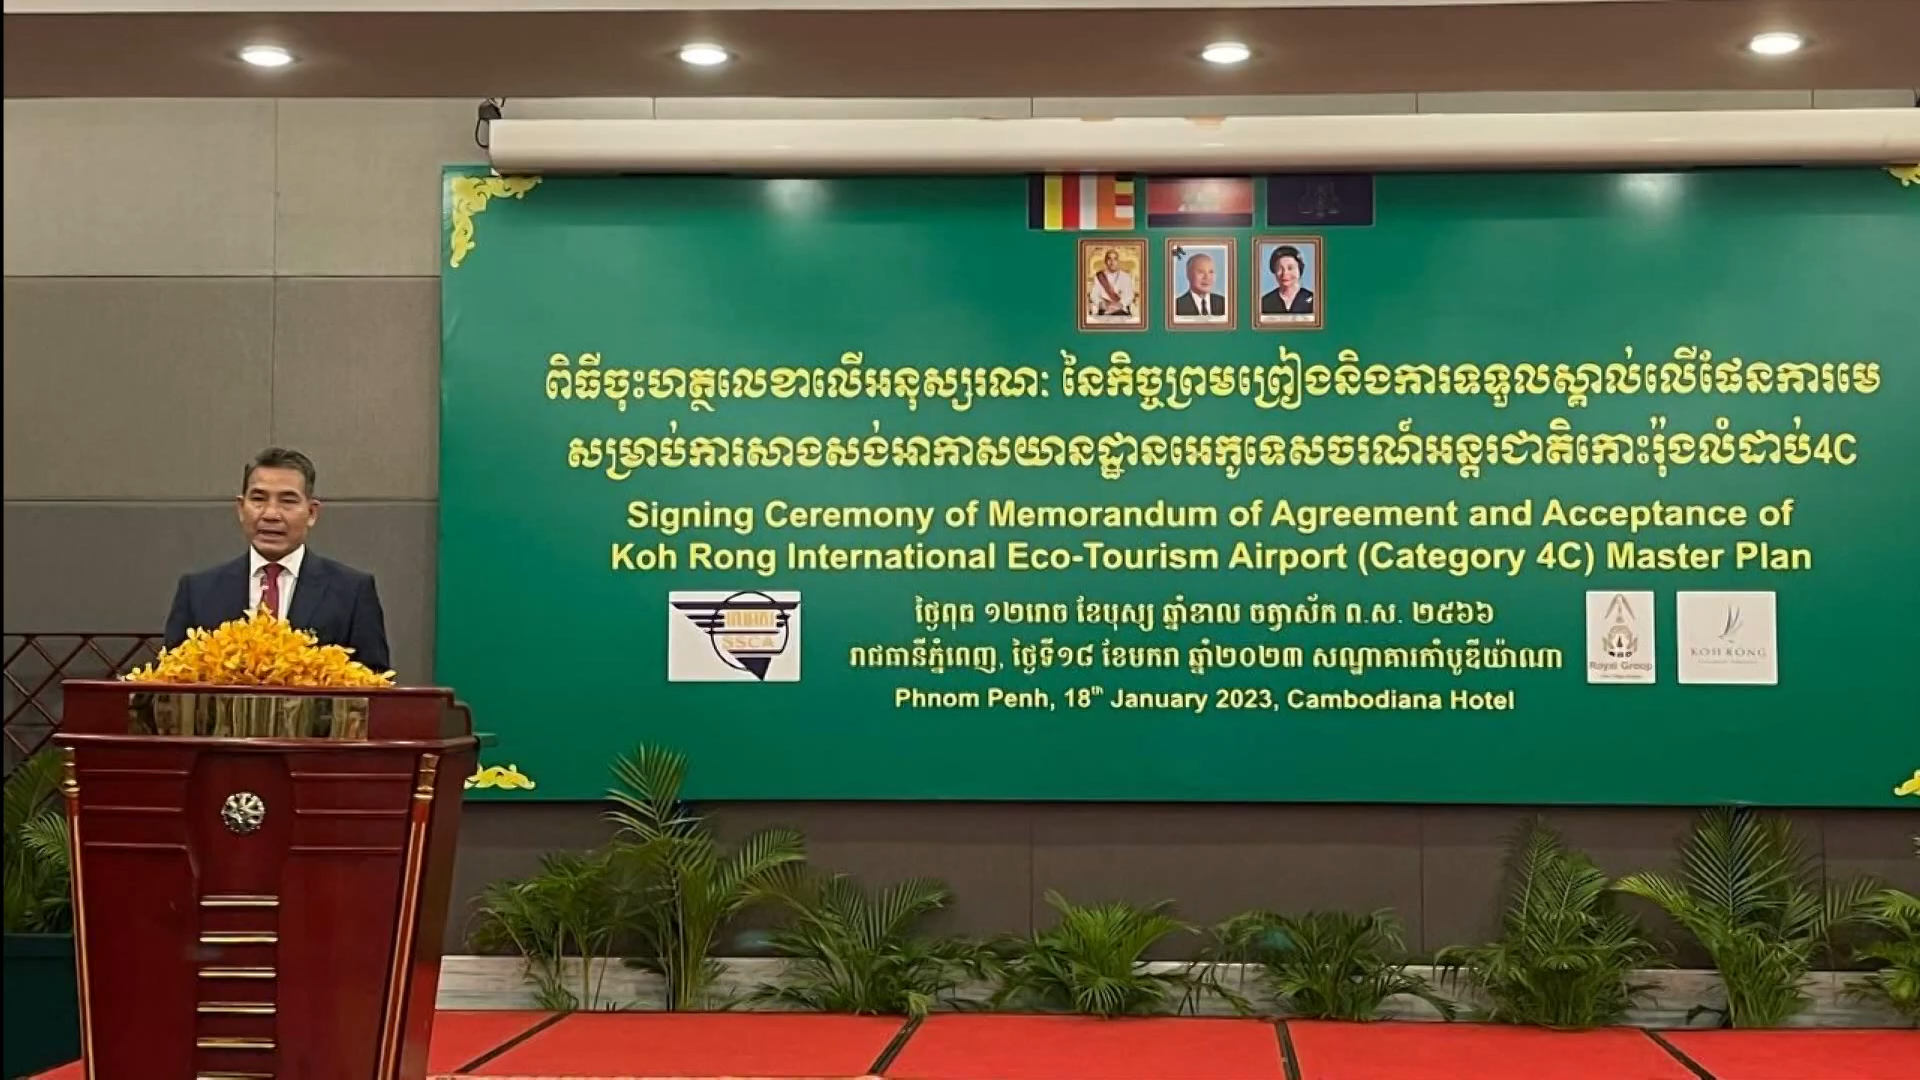 ពិធីចុះហត្ថលេខាលើអនុស្សរណៈ នៃកិច្ចព្រមព្រៀងនិងការទទួលស្គាល់លើផែនការមេ
សម្រាប់ការសាងសង់អាកាសយានដ្ឋានអេកូទេសចរណ៍អន្តរជាតិកោះរ៉ុងលំដាប់4C
Signing Ceremony of Memorandum of Agreement and Acceptance of
Koh Rong International Eco-Tourism Airport (Category 4C) Master Plan
SSCA
ថ្ងៃពុធ ១២រោច ខែបុស្ស ឆ្នាំខាល ចត្វាស័ក ព.ស. ២៥៦៦
រាជធានីភ្នំពេញ, ថ្ងៃទី១៨ ខែមករា ឆ្នាំ២០២៣ សណ្ឋាគារកាំបូឌីយ៉ាណា
Phnom Penh, 18th January 2023, Cambodiana Hotel
Royal Group
KOH RONG